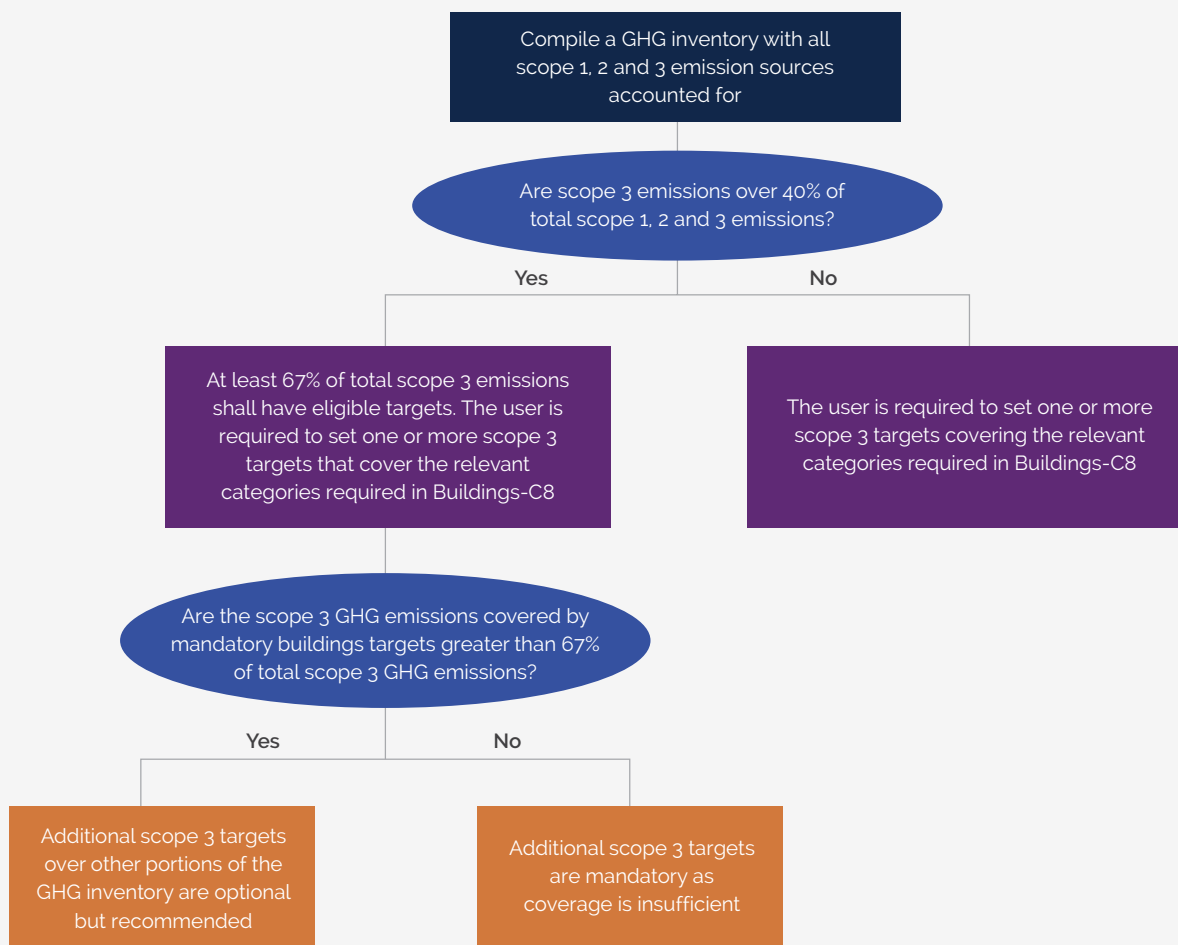 Compile a GHG inventory with all
scope 1, 2 and 3 emission sources
accounted for
Are scope 3 emissions over 40% of
total scope 1, 2 and 3 emissions?
Yes
No
At least 67% of total scope 3 emissions
shall have eligible targets. The user is
required to set one or more scope 3
targets that cover the relevant
categories required in Buildings-C8
The user is required to set one or more
scope 3 targets covering the relevant
categories required in Buildings-C8
Are the scope 3 GHG emissions covered by
mandatory buildings targets greater than 67%
of total scope 3 GHG emissions?
Yes
No
Additional scope 3 targets
over other portions of the
GHG inventory are optional
but recommended
Additional scope 3 targets
are mandatory as
coverage is insufficient